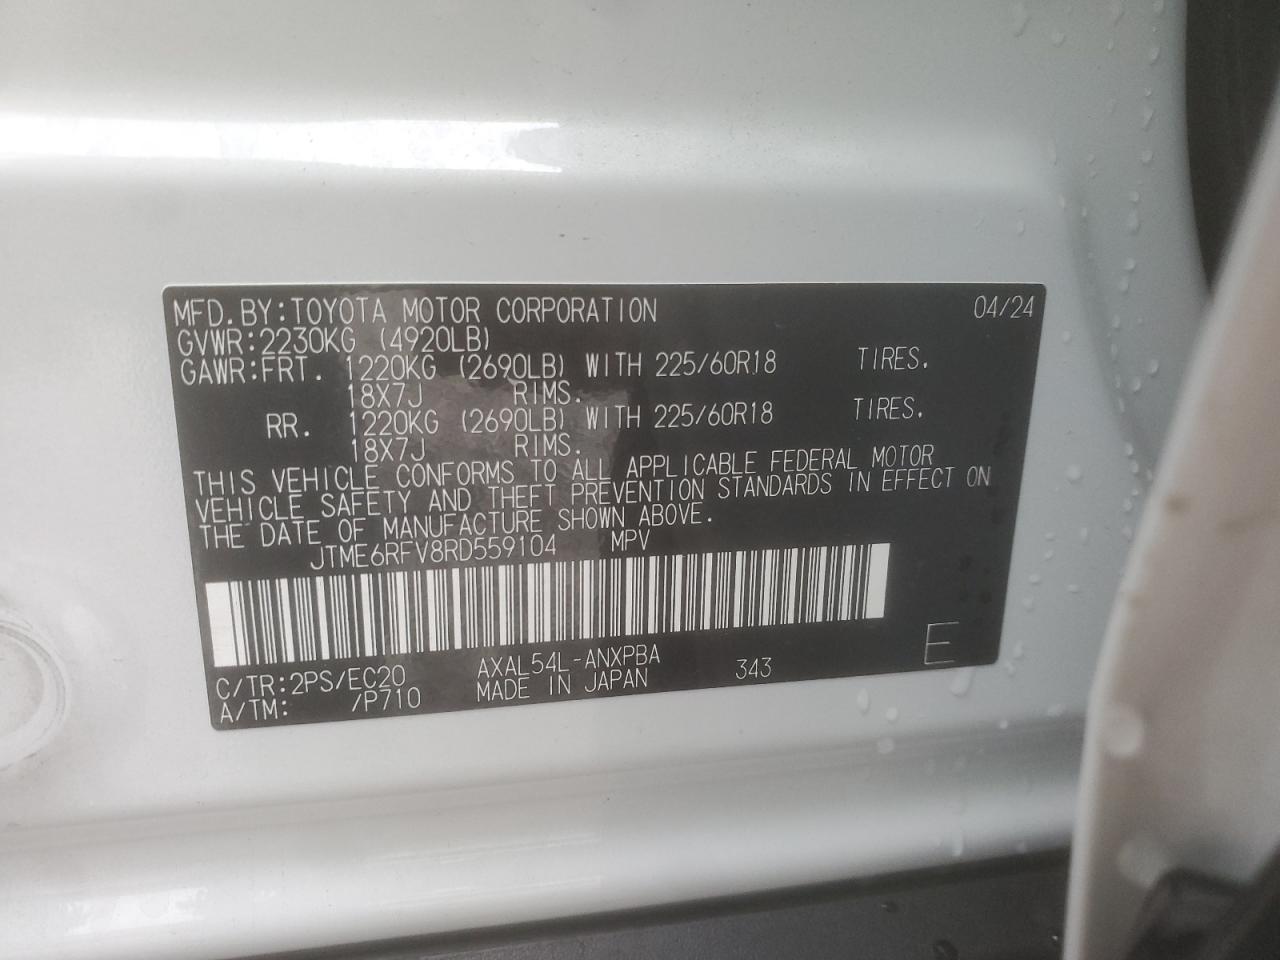 MFD.BY:TOYOTA MOTOR CORPORATION 04/24
GVWR:2230KG (4920LB)
GAWR:FRT. 1220KG (2690LB) WITH 225/60R18 TIRES.
18X7J RIMS.
RR. 1220KG (2690LB) WITH 225/60R18 TIRES.
18X7J RIMS.
THIS VEHICLE CONFORMS TO ALL APPLICABLE FEDERAL MOTOR
VEHICLE SAFETY AND THEFT PREVENTION STANDARDS IN EFFECT ON
THE DATE OF MANUFACTURE SHOWN ABOVE.
JTME6RFV8RD559104 MPV
C/TR:2PS/EC20 AXAL54L-ANXPBA 343 E
A/TM: /P710 MADE IN JAPAN